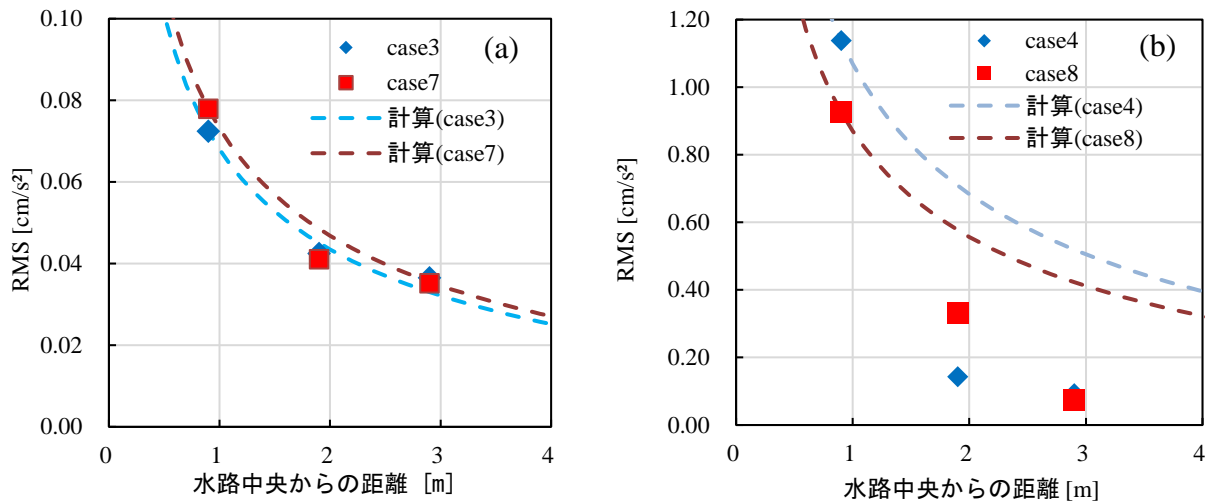 (a)
case3
case7
計算(case3)
計算(case7)
RMS [cm/s²]
0.10
0.08
0.06
0.04
0.02
0.00
0 1 2 3 4
水路中央からの距離 [m]
(b)
case4
case8
計算(case4)
計算(case8)
RMS [cm/s²]
1.20
1.00
0.80
0.60
0.40
0.20
0.00
0 1 2 3 4
水路中央からの距離 [m]